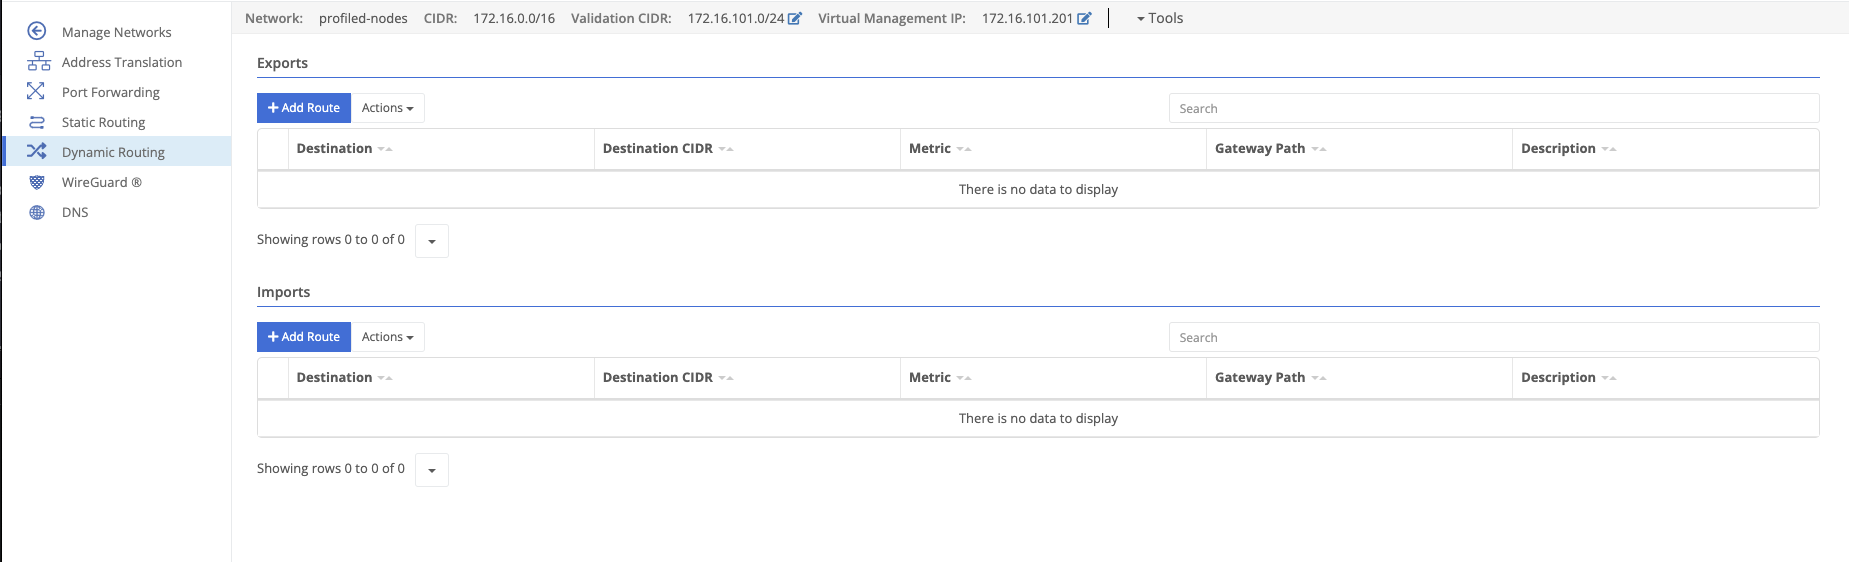 Network: profiled-nodes CIDR: 172.16.0.0/16 Validation CIDR: 172.16.101.0/24 Virtual Management IP: 172.16.101.201 Tools
Manage Networks
Address Translation
Port Forwarding
Static Routing
Dynamic Routing
WireGuard ®
DNS
Exports
Add Route Actions Search
Destination Destination CIDR Metric Gateway Path Description
There is no data to display
Showing rows 0 to 0 of 0
Imports
Add Route Actions Search
Destination Destination CIDR Metric Gateway Path Description
There is no data to display
Showing rows 0 to 0 of 0